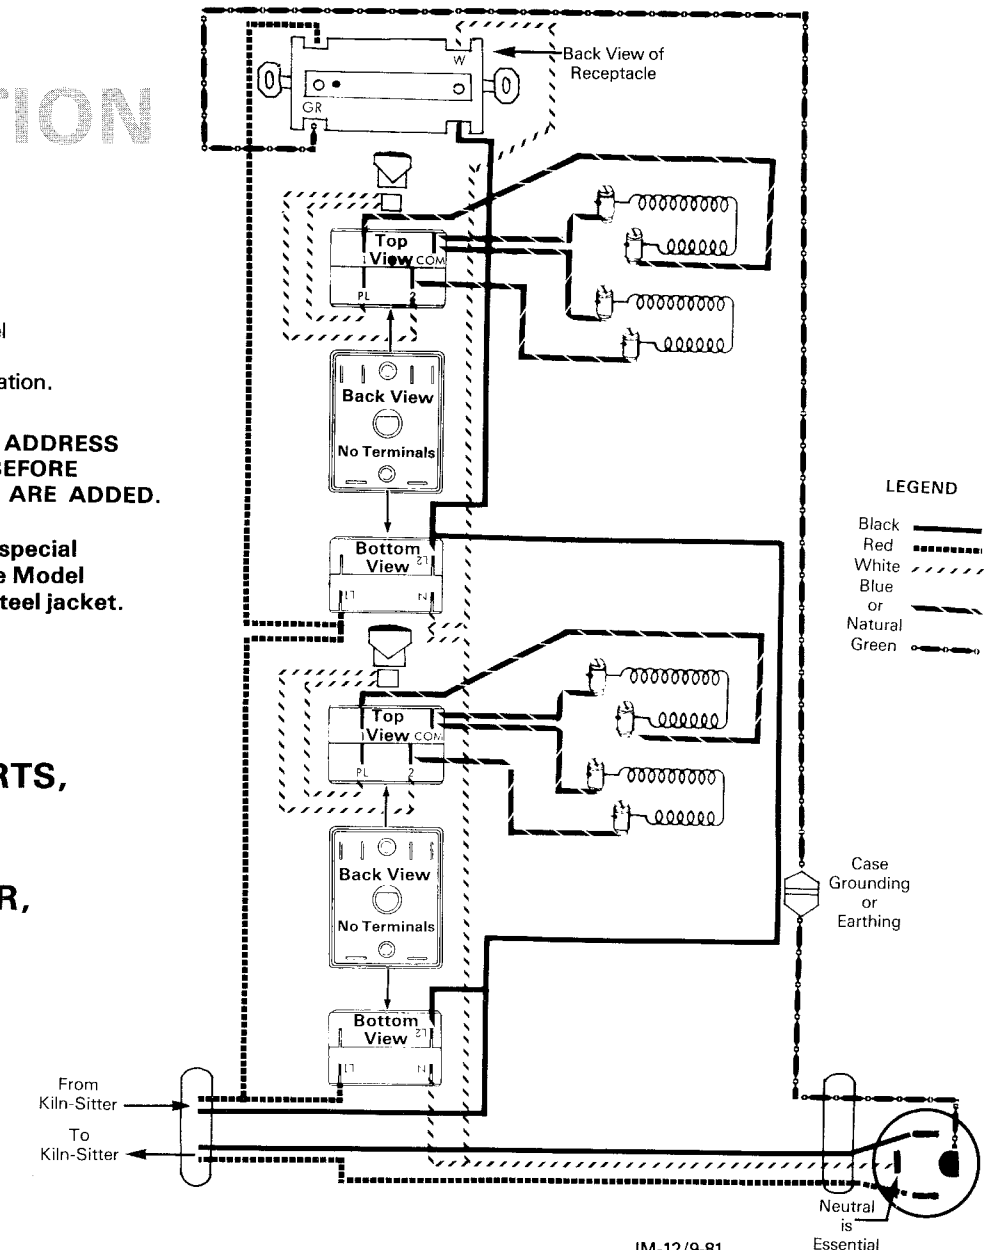 Back View of
Receptacle
W
GR
TION
Top
View
COM
PL
2
el
ation.
Back View
No Terminals
ADDRESS
BEFORE
ARE ADDED.
LEGEND
Black
Red
White
Blue
or
Natural
Green
special
e Model
teel jacket.
Bottom
View
L2
L1
N
Top
View
COM
PL
2
RTS,
Back View
No Terminals
R,
Case
Grounding
or
Earthing
Bottom
View
L2
L1
N
From
Kiln-Sitter
To
Kiln-Sitter
Neutral
is
Essential
IM-12/9-81